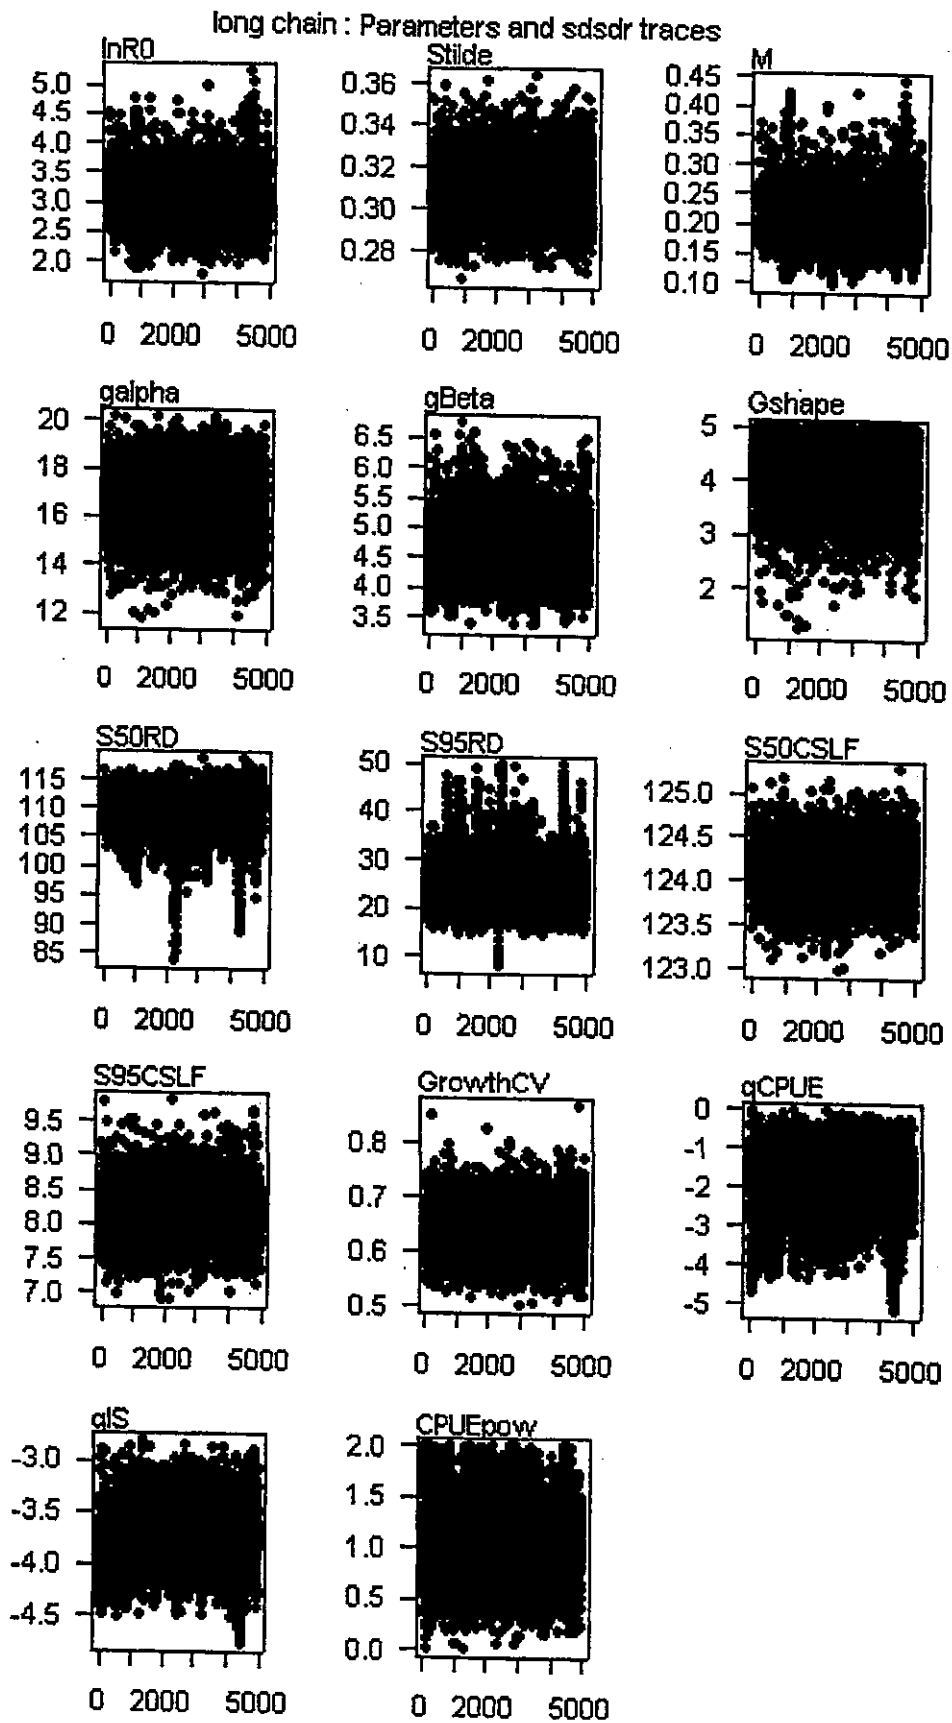 long chain : Parameters and sdsdr traces
lnR0
Stilde
M
5.0
4.5
4.0
3.5
3.0
2.5
2.0
0.36
0.34
0.32
0.30
0.28
0.45
0.40
0.35
0.30
0.25
0.20
0.15
0.10
0 2000 5000
0 2000 5000
0 2000 5000
qalpha
gBeta
Gshape
20
18
16
14
12
6.5
6.0
5.5
5.0
4.5
4.0
3.5
5
4
3
2
0 2000 5000
0 2000 5000
0 2000 5000
S50RD
S95RD
S50CSLF
115
110
105
100
95
90
85
50
40
30
20
10
125.0
124.5
124.0
123.5
123.0
0 2000 5000
0 2000 5000
0 2000 5000
S95CSLF
GrowthCV
qCPUE
9.5
9.0
8.5
8.0
7.5
7.0
0.8
0.7
0.6
0.5
0
-1
-2
-3
-4
-5
0 2000 5000
0 2000 5000
0 2000 5000
qIS
CPUEpow
-3.0
-3.5
-4.0
-4.5
2.0
1.5
1.0
0.5
0.0
0 2000 5000
0 2000 5000